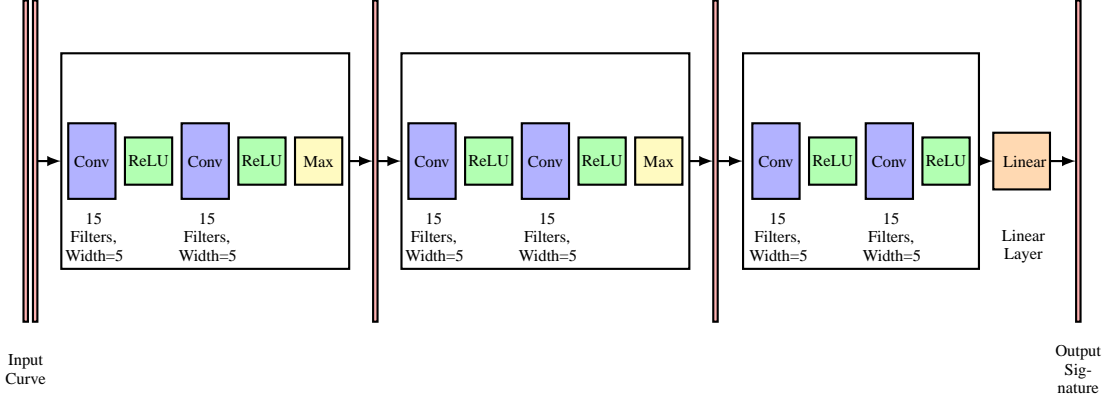 Conv
ReLU
Conv
ReLU
Max
Conv
ReLU
Conv
ReLU
Max
Conv
ReLU
Conv
ReLU
Linear
15
Filters,
Width=5
15
Filters,
Width=5
15
Filters,
Width=5
15
Filters,
Width=5
15
Filters,
Width=5
15
Filters,
Width=5
Linear
Layer
Input
Curve
Output
Sig-
nature